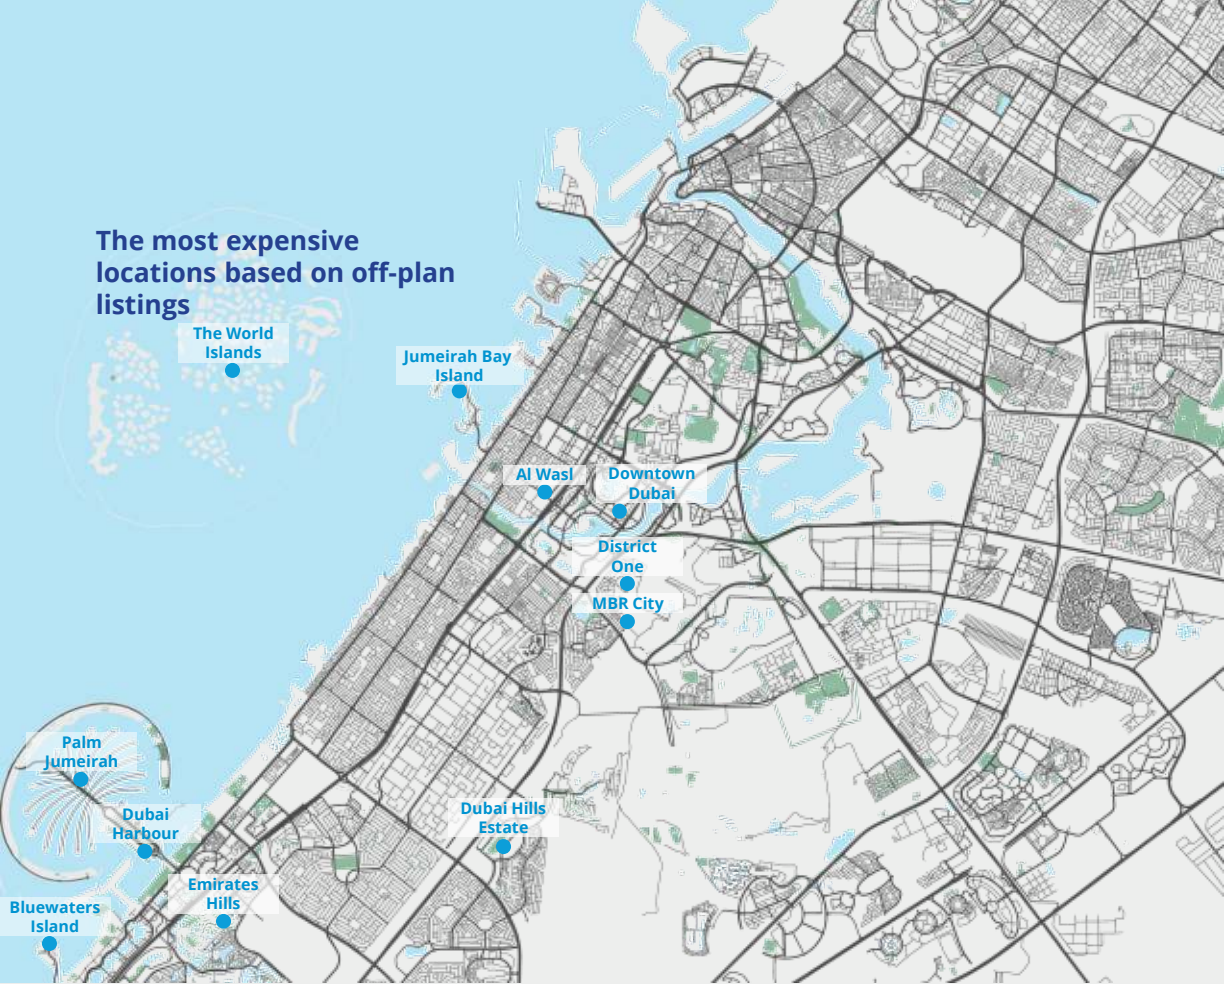 The most expensive
locations based on off-plan
listings
The World
Islands
Jumeirah Bay
Island
Al Wasl
Downtown
Dubai
District
One
MBR City
Palm
Jumeirah
Dubai
Harbour
Dubai Hills
Estate
Emirates
Hills
Bluewaters
Island